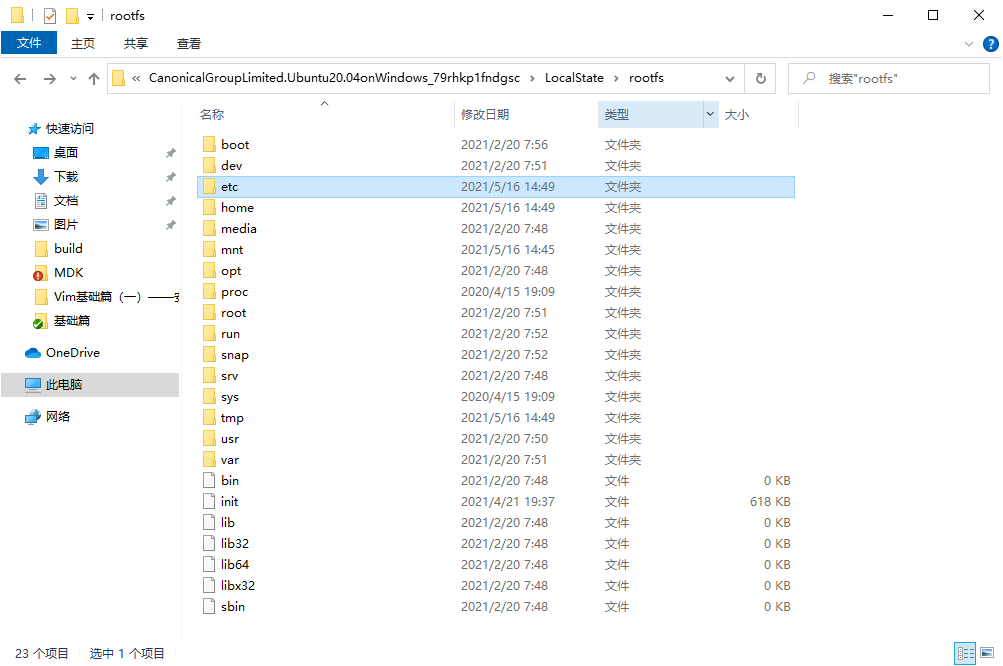 rootfs
文件 主页 共享 查看
« CanonicalGroupLimited.Ubuntu20.04onWindows_79rhkp1fndgsc › LocalState › rootfs 搜索"rootfs"
名称 修改日期 类型 大小
快速访问
桌面
下载
文档
图片
build
MDK
Vim基础篇（一）——
基础篇
OneDrive
此电脑
网络
boot 2021/2/20 7:56 文件夹
dev 2021/2/20 7:51 文件夹
etc 2021/5/16 14:49 文件夹
home 2021/5/16 14:49 文件夹
media 2021/2/20 7:48 文件夹
mnt 2021/5/16 14:45 文件夹
opt 2021/2/20 7:48 文件夹
proc 2020/4/15 19:09 文件夹
root 2021/2/20 7:51 文件夹
run 2021/2/20 7:52 文件夹
snap 2021/2/20 7:52 文件夹
srv 2021/2/20 7:48 文件夹
sys 2020/4/15 19:09 文件夹
tmp 2021/5/16 14:49 文件夹
usr 2021/2/20 7:50 文件夹
var 2021/2/20 7:51 文件夹
bin 2021/2/20 7:48 文件 0 KB
init 2021/4/21 19:37 文件 618 KB
lib 2021/2/20 7:48 文件 0 KB
lib32 2021/2/20 7:48 文件 0 KB
lib64 2021/2/20 7:48 文件 0 KB
libx32 2021/2/20 7:48 文件 0 KB
sbin 2021/2/20 7:48 文件 0 KB
23 个项目 选中 1 个项目